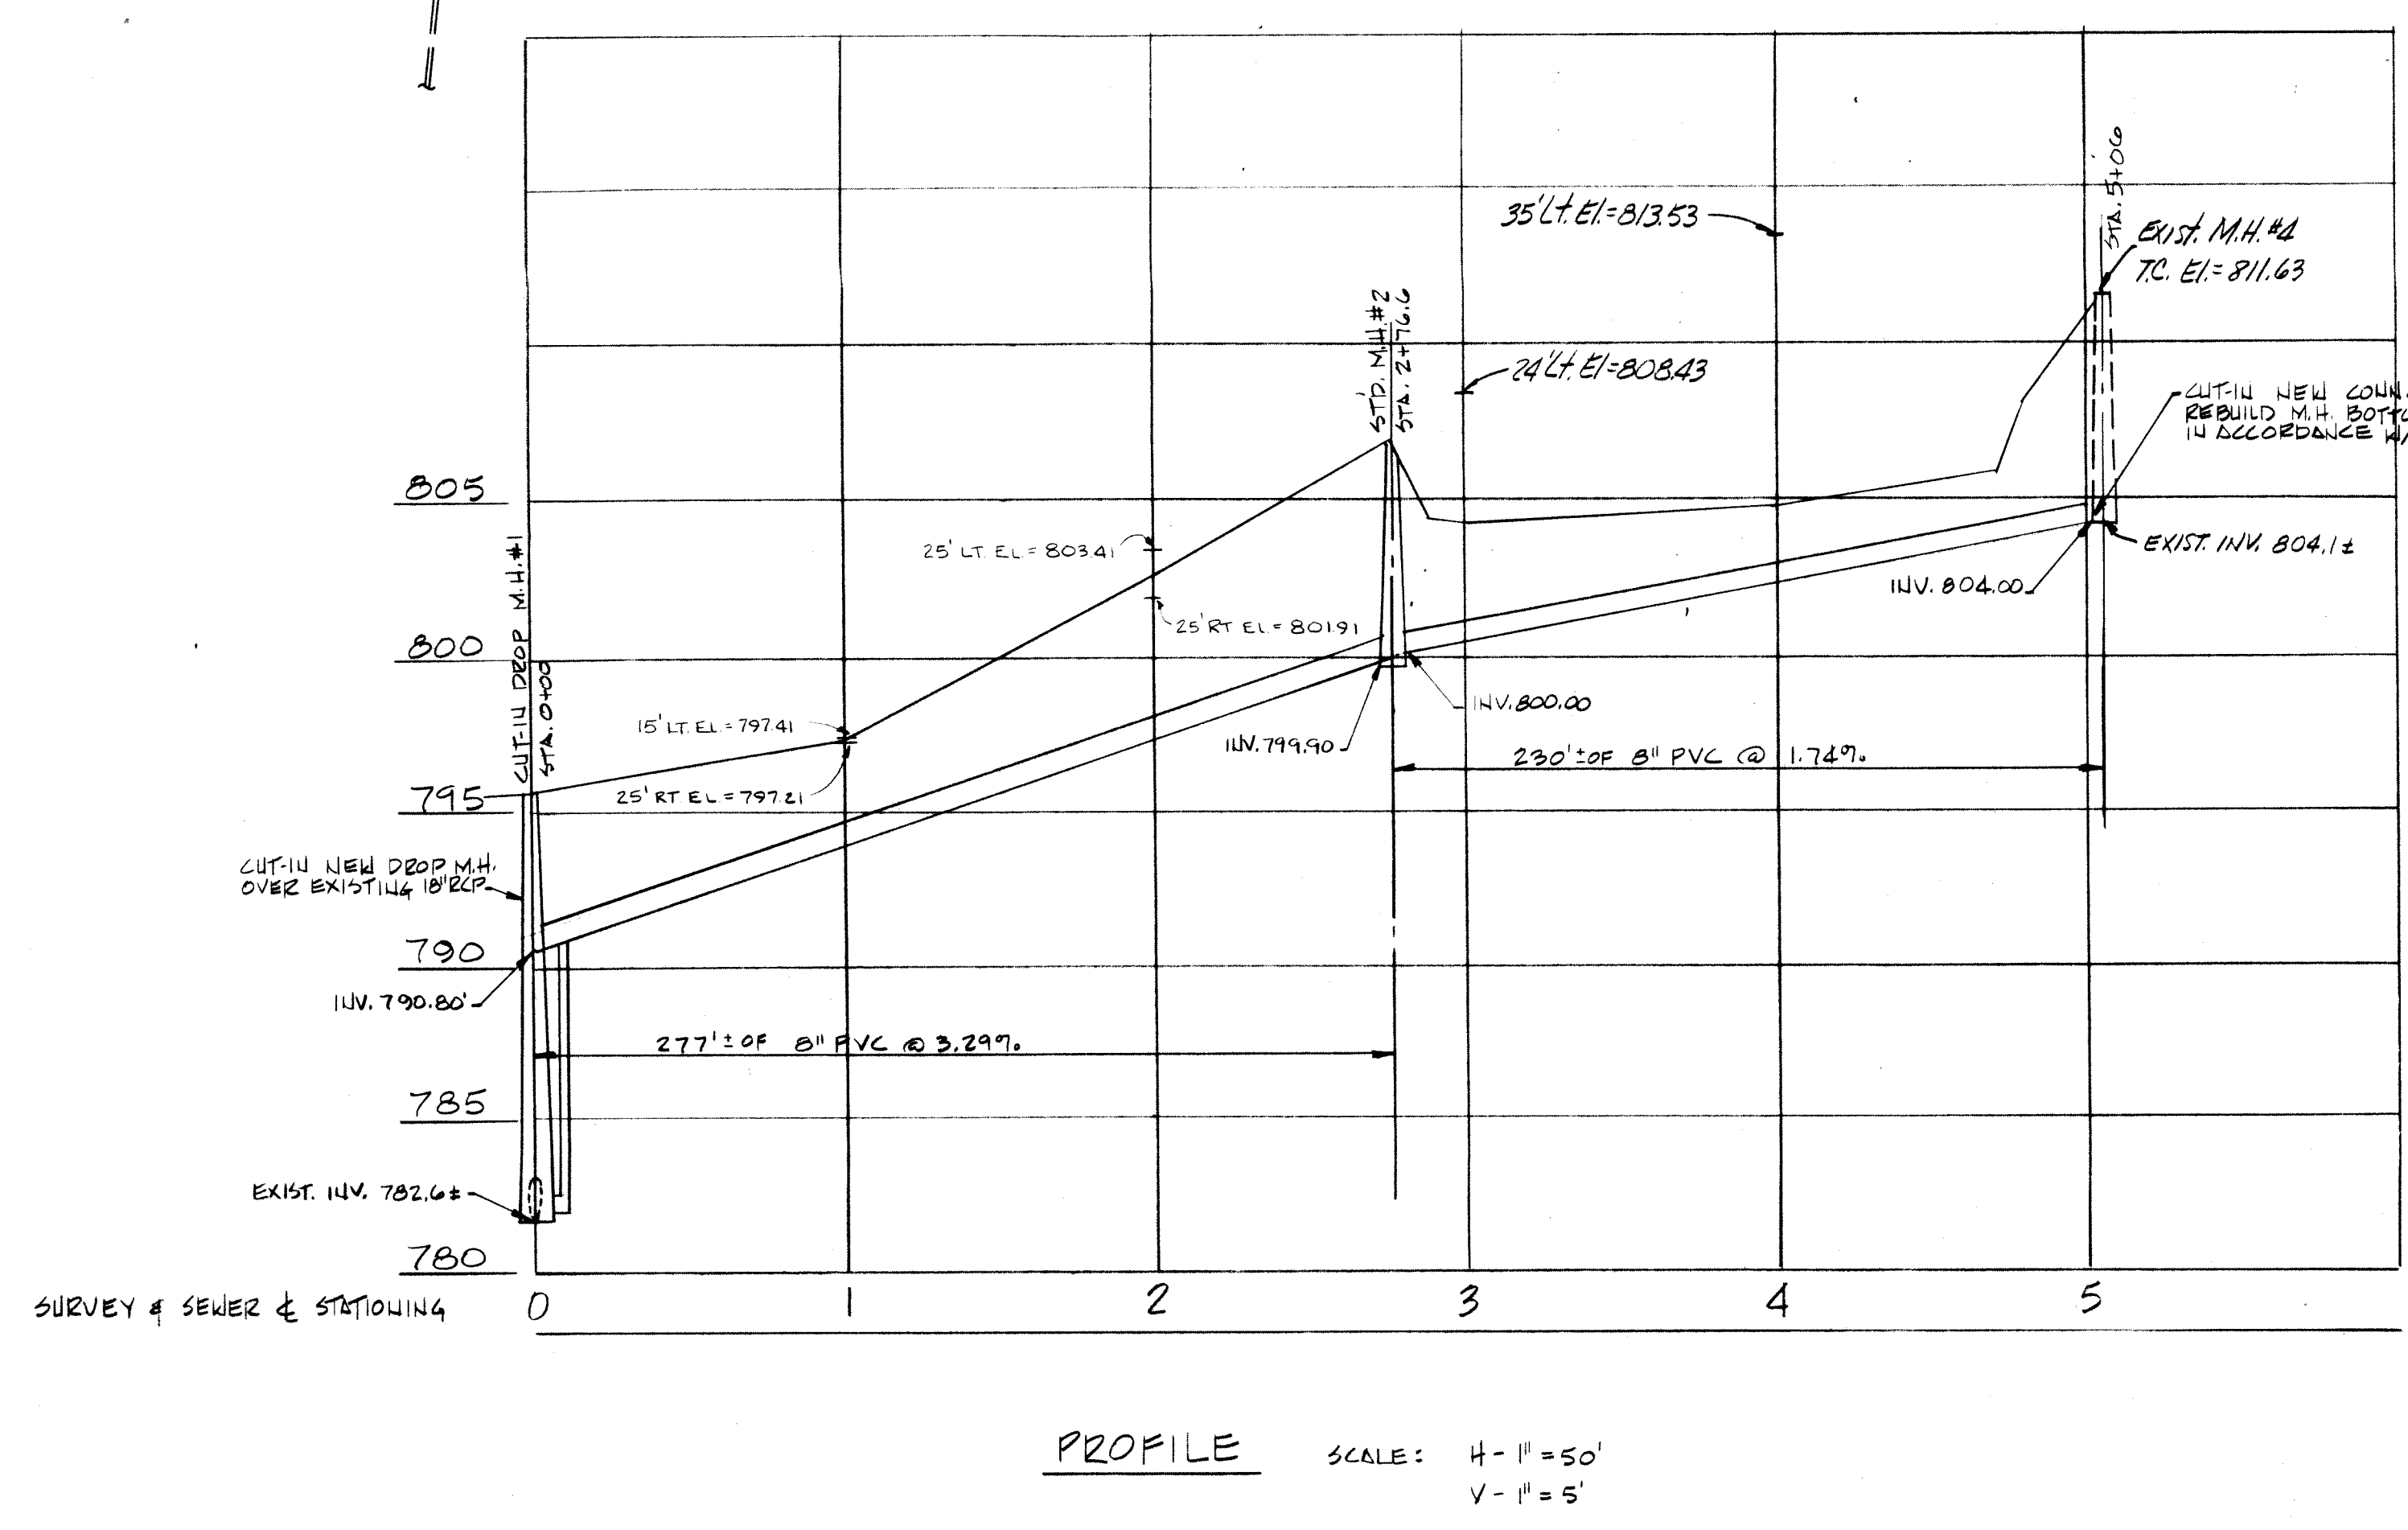 STA. 5+06
35' Lt. El.=813.53
EXIST. M.H. #4
T.C. El.=811.63
STD. M.H. #2
STA. 2+76.6
24' Lt. El=808.43
CUT-IN NEW CONN.
REBUILD M.H.
IN ACCORDANCE
805
CUT-IN DROP M.H. #1
STA. 0+00
25' LT. EL. = 803.41
EXIST. INV. 804.1±
INV. 804.00
25' RT EL. = 801.91
800
INV. 800.00
15' LT. EL. = 797.41
INV. 799.90
230'± OF 8" PVC @ 1.74%
795
25' RT EL = 797.21
CUT-IN NEW DROP M.H.
OVER EXISTING 18" RCP
790
INV. 790.80'
277'± OF 8" PVC @ 3.29%
785
EXIST. INV. 782.6±
780
SURVEY & SEWER ℄ STATIONING 0 1 2 3 4 5
PROFILE SCALE: H - 1" = 50'
V - 1" = 5'